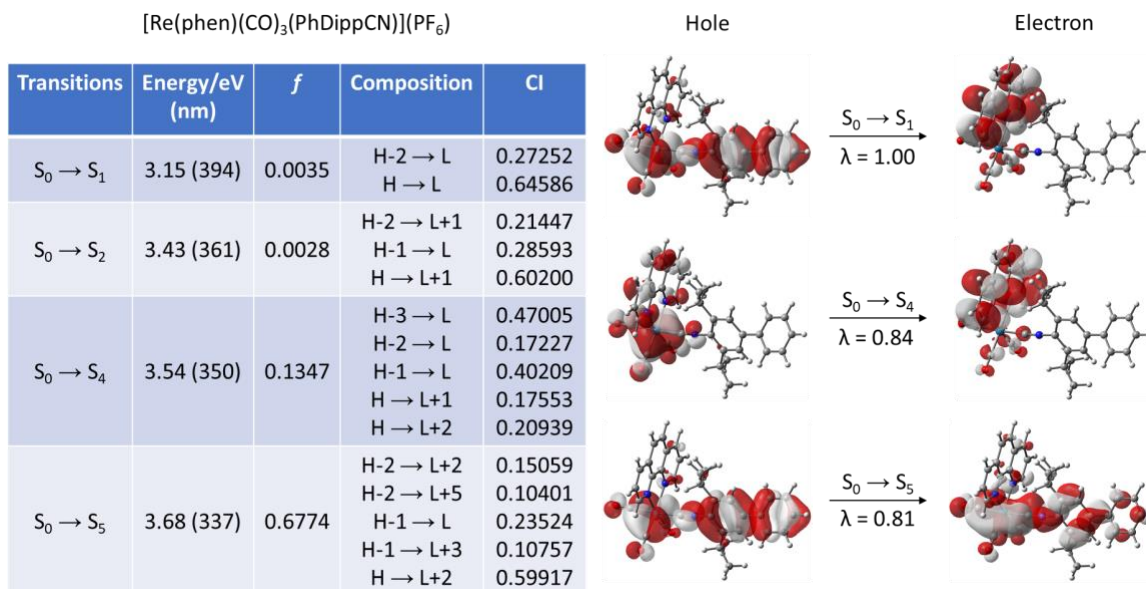 [Re(phen)(CO)₃(PhDippCN)](PF₆)
Hole
Electron
Transitions Energy/eV (nm) f Composition CI
S₀ → S₁ 3.15 (394) 0.0035 H-2 → L 0.27252
H → L 0.64586
S₀ → S₂ 3.43 (361) 0.0028 H-2 → L+1 0.21447
H-1 → L 0.28593
H → L+1 0.60200
S₀ → S₄ 3.54 (350) 0.1347 H-3 → L 0.47005
H-2 → L 0.17227
H-1 → L 0.40209
H → L+1 0.17553
H → L+2 0.20939
S₀ → S₅ 3.68 (337) 0.6774 H-2 → L+2 0.15059
H-2 → L+5 0.10401
H-1 → L 0.23524
H-1 → L+3 0.10757
H → L+2 0.59917
S₀ → S₁
λ = 1.00
S₀ → S₄
λ = 0.84
S₀ → S₅
λ = 0.81